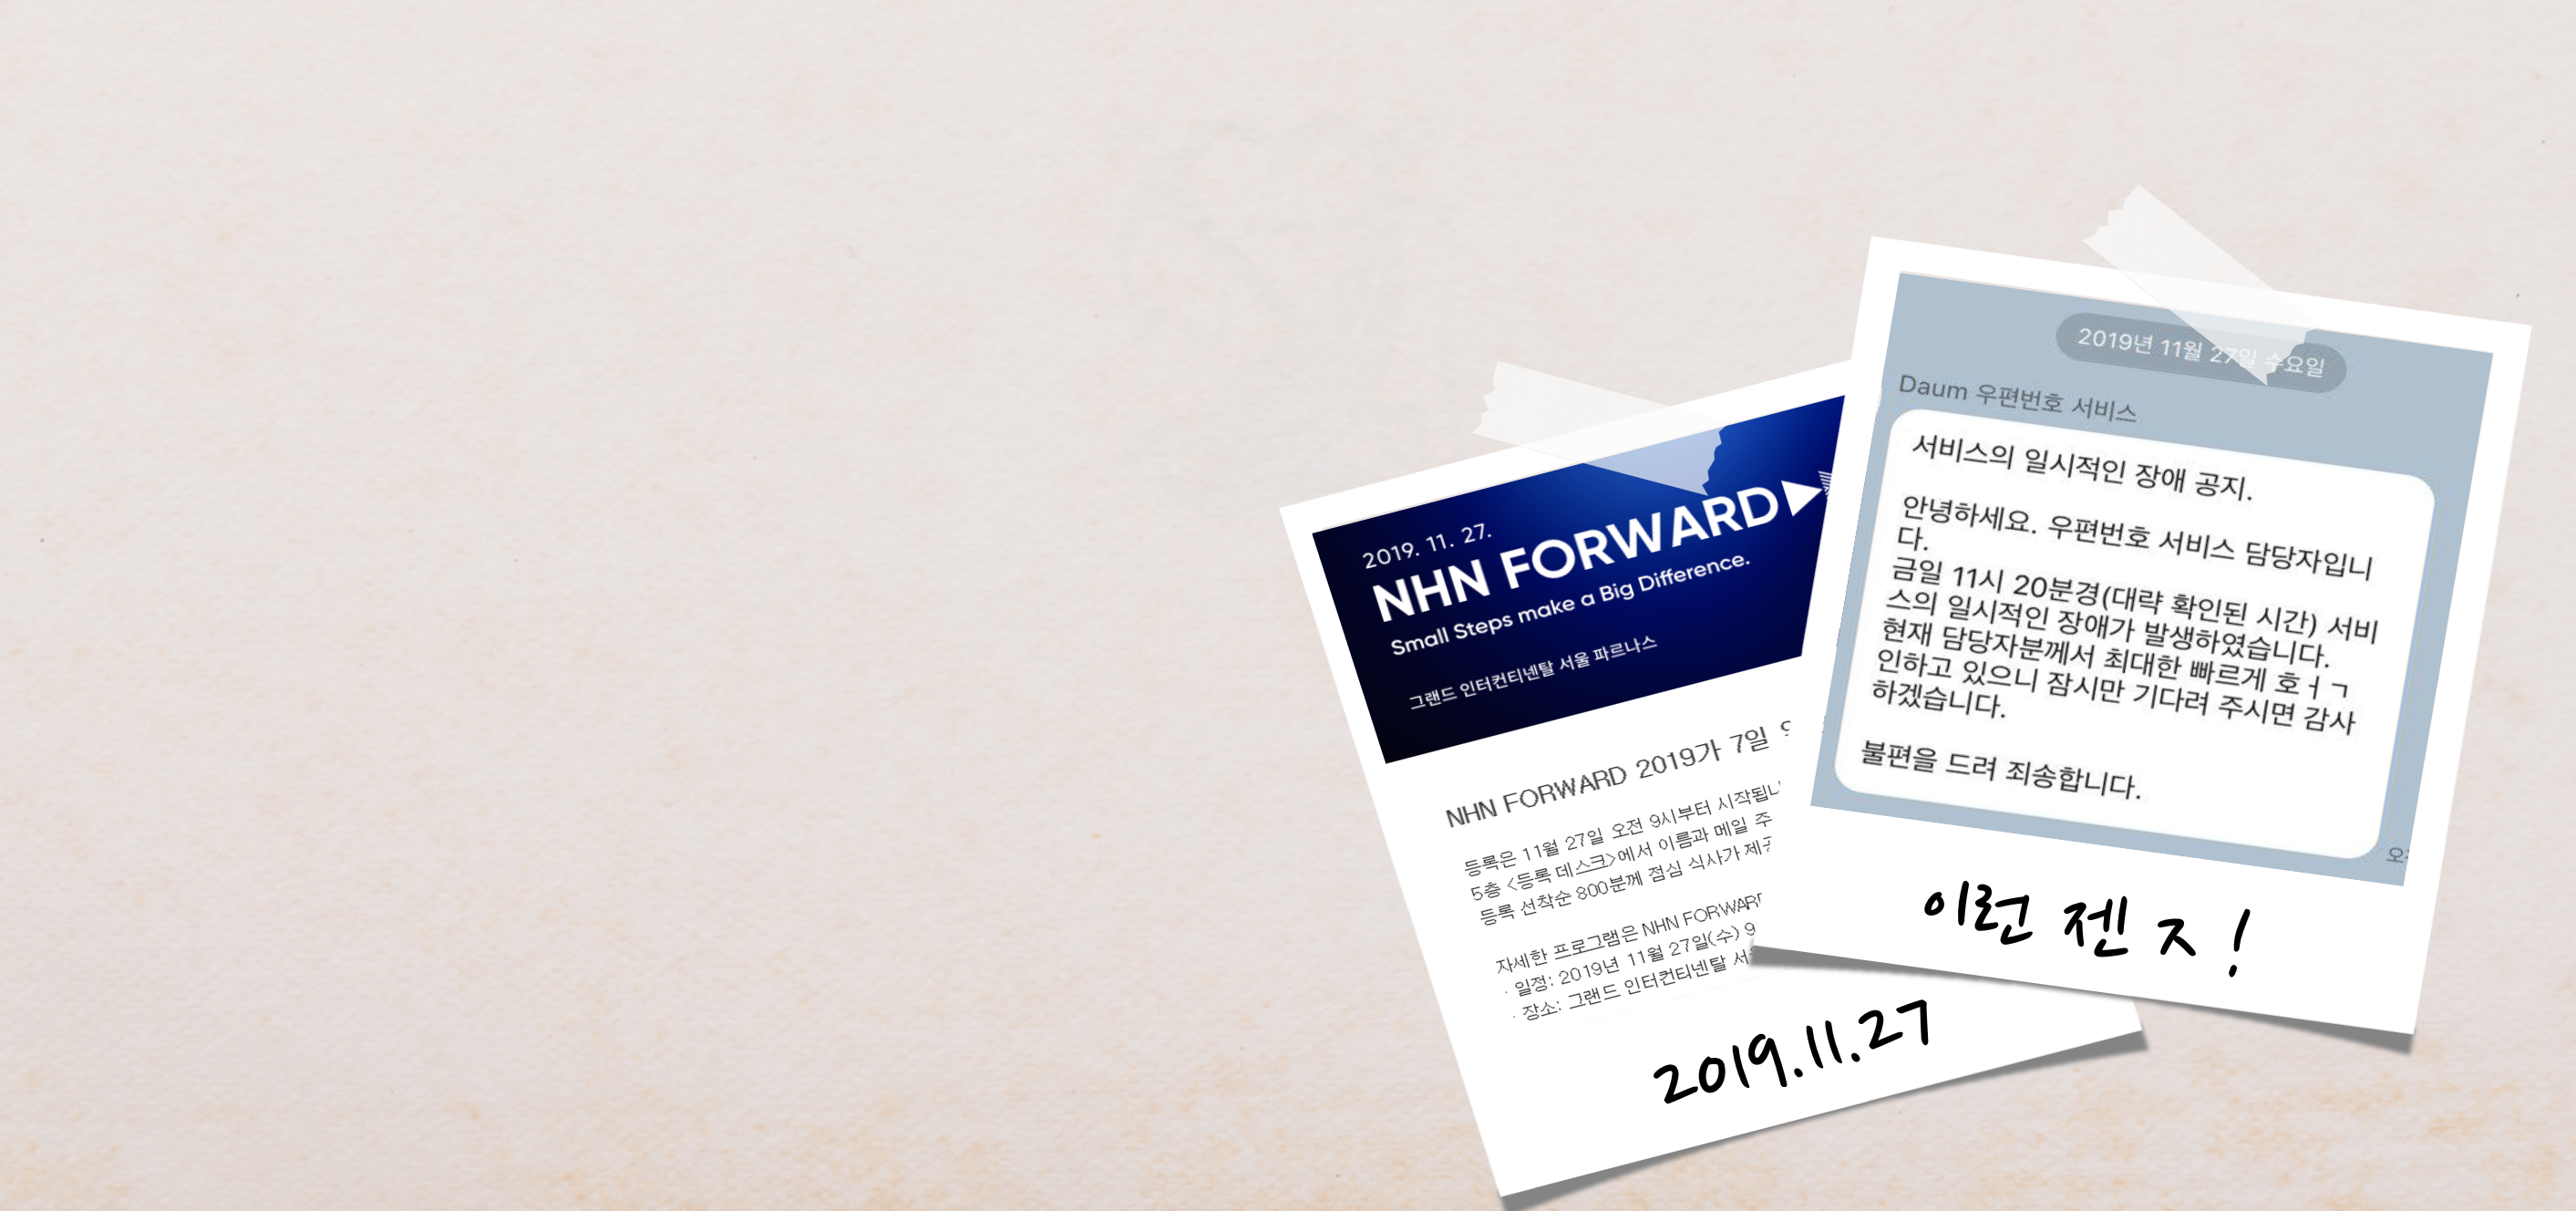 2019. 11. 27.
NHN FORWARD
Small Steps make a Big Difference.
그랜드 인터컨티넨탈 서울 파르나스
NHN FORWARD 2019가 7일
등록은 11월 27일 오전 9시부터 시작됩니
5층 <등록 데스크>에서 이름과 메일 주
등록 선착순 800분께 점심 식사가 제공
자세한 프로그램은 NHN FORWARD
· 일정: 2019년 11월 27일(수) 9
· 장소: 그랜드 인터컨티넨탈 서울
2019.11.27
2019년 11월 27일 수요일
Daum 우편번호 서비스
서비스의 일시적인 장애 공지.
안녕하세요. 우편번호 서비스 담당자입니
다.
금일 11시 20분경(대략 확인된 시간) 서비
스의 일시적인 장애가 발생하였습니다.
현재 담당자분께서 최대한 빠르게 호ㅓㄱ
인하고 있으니 잠시만 기다려 주시면 감사
하겠습니다.
불편을 드려 죄송합니다.
이런 젠ㅈ!